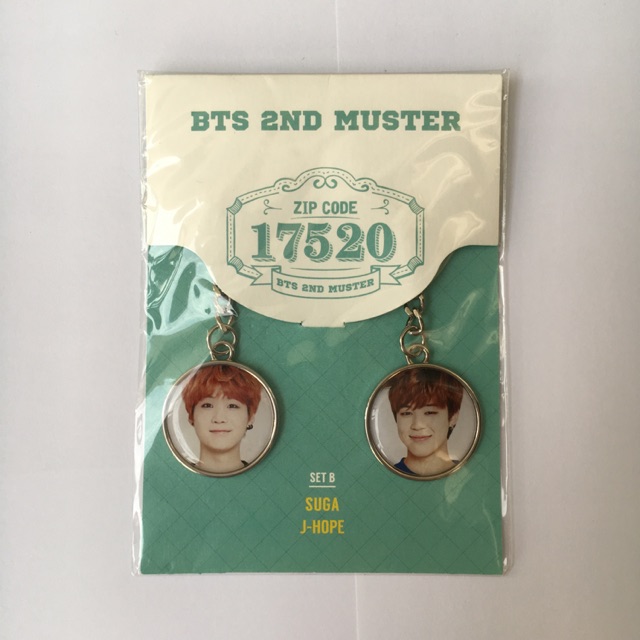 BTS 2ND MUSTER
ZIP CODE
17520
BTS 2ND MUSTER
SET B
SUGA
J-HOPE